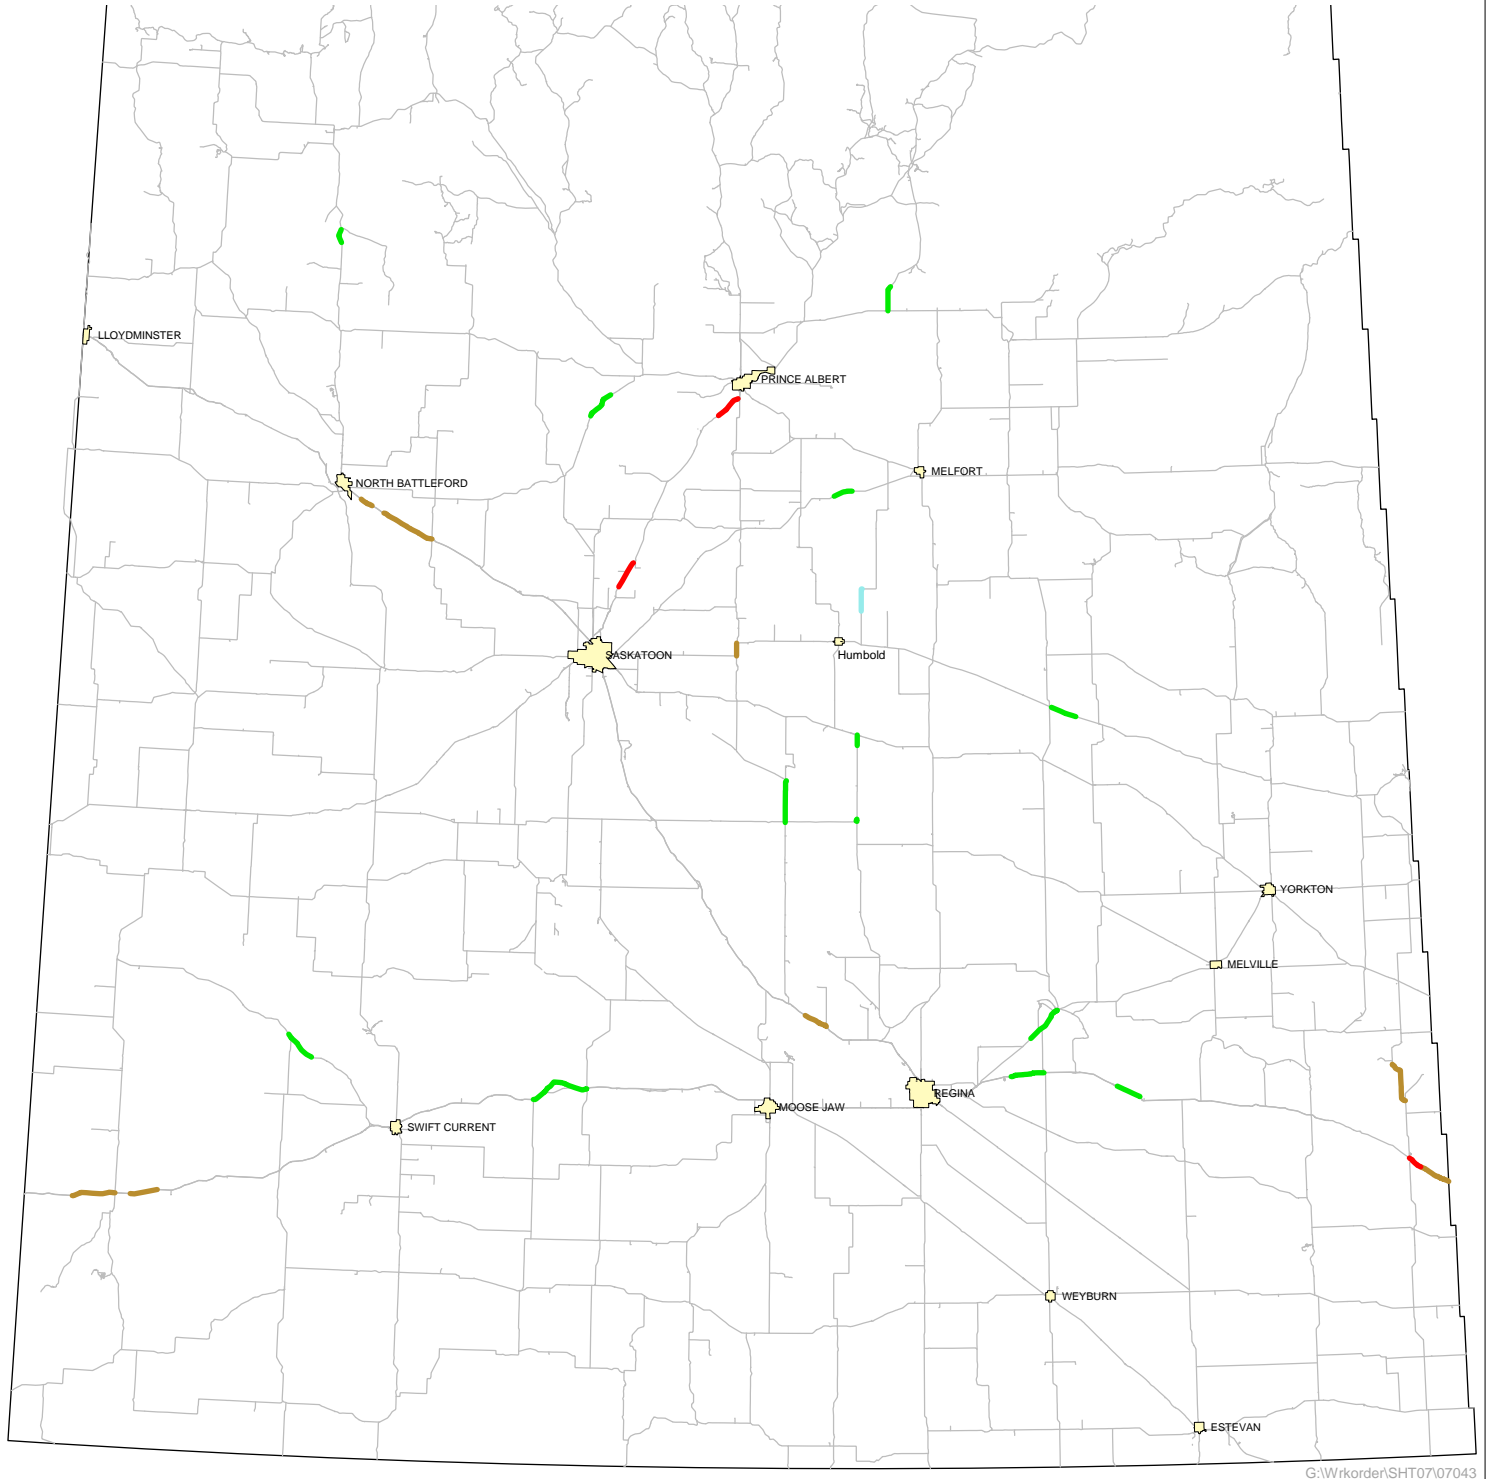 LLOYDMINSTER
PRINCE ALBERT
MELFORT
NORTH BATTLEFORD
SASKATOON
Humbold
YORKTON
MELVILLE
REGINA
MOOSE JAW
SWIFT CURRENT
WEYBURN
ESTEVAN
G:\Wrkorder\SHT07\07043